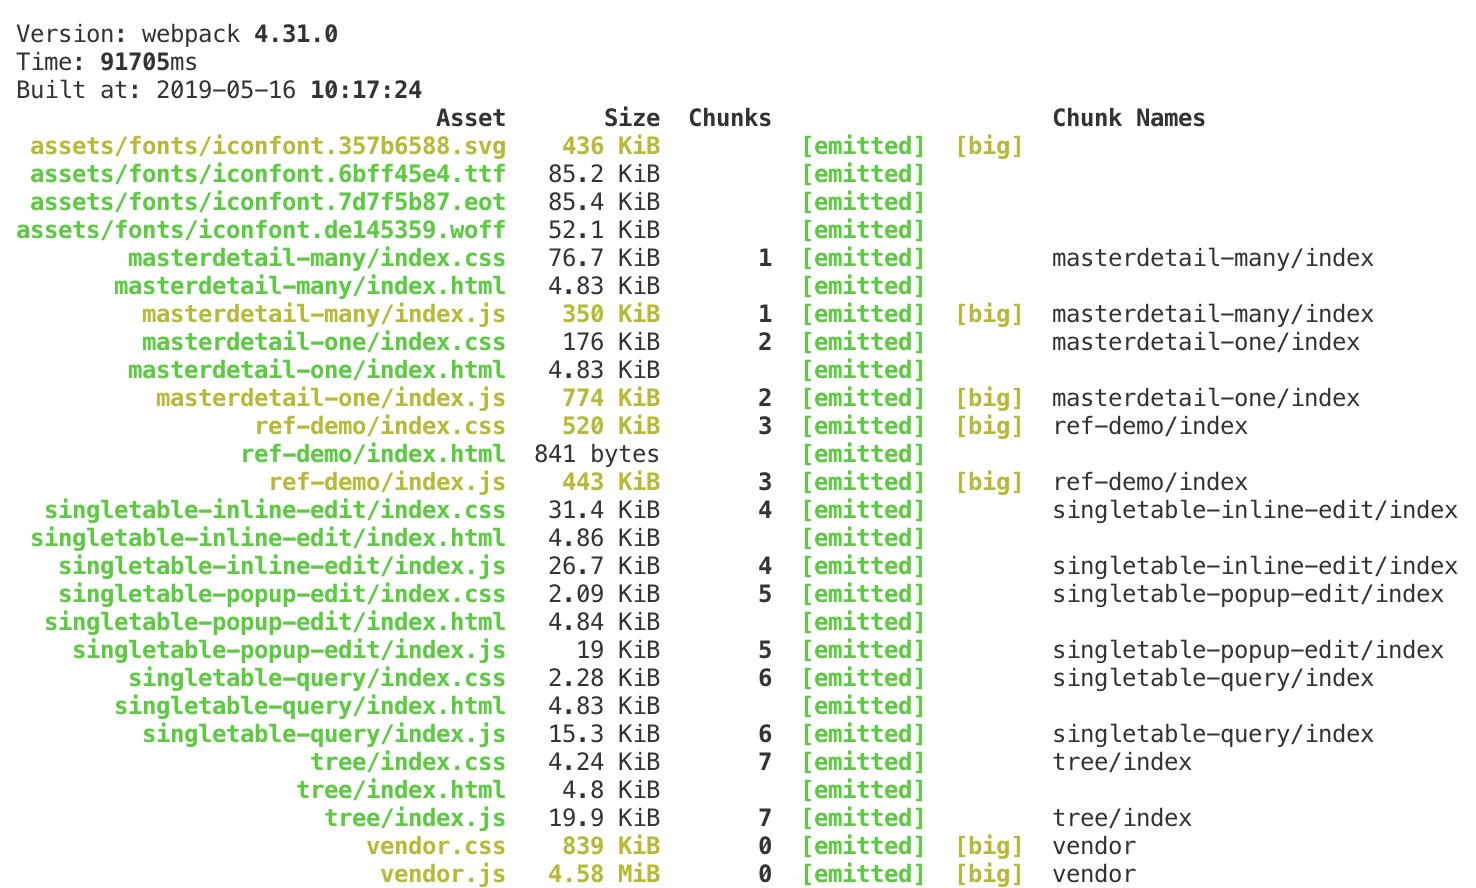 Version: webpack 4.31.0
Time: 91705ms
Built at: 2019-05-16 10:17:24
Asset Size Chunks Chunk Names
assets/fonts/iconfont.357b6588.svg 436 KiB [emitted] [big]
assets/fonts/iconfont.6bff45e4.ttf 85.2 KiB [emitted]
assets/fonts/iconfont.7d7f5b87.eot 85.4 KiB [emitted]
assets/fonts/iconfont.de145359.woff 52.1 KiB [emitted]
masterdetail-many/index.css 76.7 KiB 1 [emitted] masterdetail-many/index
masterdetail-many/index.html 4.83 KiB [emitted]
masterdetail-many/index.js 350 KiB 1 [emitted] [big] masterdetail-many/index
masterdetail-one/index.css 176 KiB 2 [emitted] masterdetail-one/index
masterdetail-one/index.html 4.83 KiB [emitted]
masterdetail-one/index.js 774 KiB 2 [emitted] [big] masterdetail-one/index
ref-demo/index.css 520 KiB 3 [emitted] [big] ref-demo/index
ref-demo/index.html 841 bytes [emitted]
ref-demo/index.js 443 KiB 3 [emitted] [big] ref-demo/index
singletable-inline-edit/index.css 31.4 KiB 4 [emitted] singletable-inline-edit/index
singletable-inline-edit/index.html 4.86 KiB [emitted]
singletable-inline-edit/index.js 26.7 KiB 4 [emitted] singletable-inline-edit/index
singletable-popup-edit/index.css 2.09 KiB 5 [emitted] singletable-popup-edit/index
singletable-popup-edit/index.html 4.84 KiB [emitted]
singletable-popup-edit/index.js 19 KiB 5 [emitted] singletable-popup-edit/index
singletable-query/index.css 2.28 KiB 6 [emitted] singletable-query/index
singletable-query/index.html 4.83 KiB [emitted]
singletable-query/index.js 15.3 KiB 6 [emitted] singletable-query/index
tree/index.css 4.24 KiB 7 [emitted] tree/index
tree/index.html 4.8 KiB [emitted]
tree/index.js 19.9 KiB 7 [emitted] tree/index
vendor.css 839 KiB 0 [emitted] [big] vendor
vendor.js 4.58 MiB 0 [emitted] [big] vendor